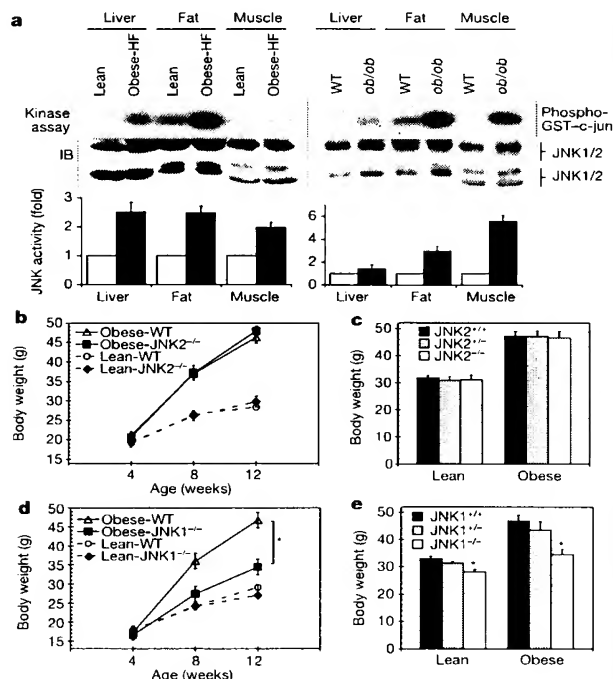 a
Liver Fat Muscle Liver Fat Muscle
Lean Obese-HF Lean Obese-HF Lean Obese-HF WT ob/ob WT ob/ob WT ob/ob
Kinase assay
Phospho-GST–c-jun
IB
JNK1/2
JNK1/2
JNK activity (fold)
3
2
1
0
Liver Fat Muscle
6
4
2
0
Liver Fat Muscle
b
Body weight (g)
50
45
40
35
30
25
20
15
Obese-WT
Obese-JNK2−/−
Lean-WT
Lean-JNK2−/−
4 8 12
Age (weeks)
c
Body weight (g)
50
40
30
20
10
0
JNK2+/+
JNK2+/−
JNK2−/−
Lean Obese
d
Body weight (g)
50
45
40
35
30
25
20
15
Obese-WT
Obese-JNK1−/−
Lean-WT
Lean-JNK1−/−
*
4 8 12
Age (weeks)
e
Body weight (g)
50
40
30
20
10
0
JNK1+/+
JNK1+/−
JNK1−/−
*
*
Lean Obese